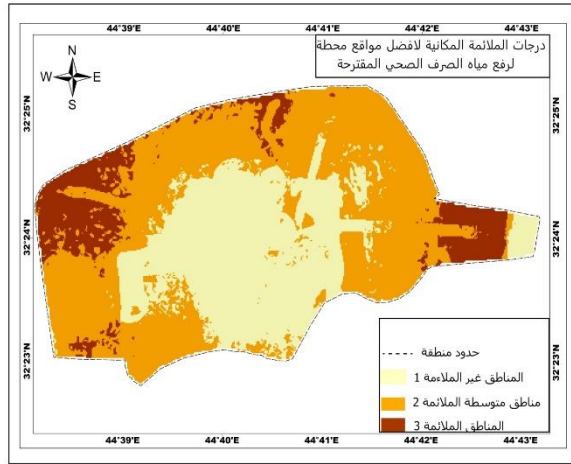 44°39'E 44°40'E 44°41'E 44°42'E 44°43'E
درجات الملائمة المكانية لافضل مواقع محطة
لرفع مياه الصرف الصحي المقترحة
N
W E
S
32°25'N 32°25'N
32°24'N 32°24'N
32°23'N 32°23'N
حدود منطقة
المناطق غير الملاءمة 1
مناطق متوسطة الملائمة 2
المناطق الملائمة 3
44°39'E 44°40'E 44°41'E 44°42'E 44°43'E